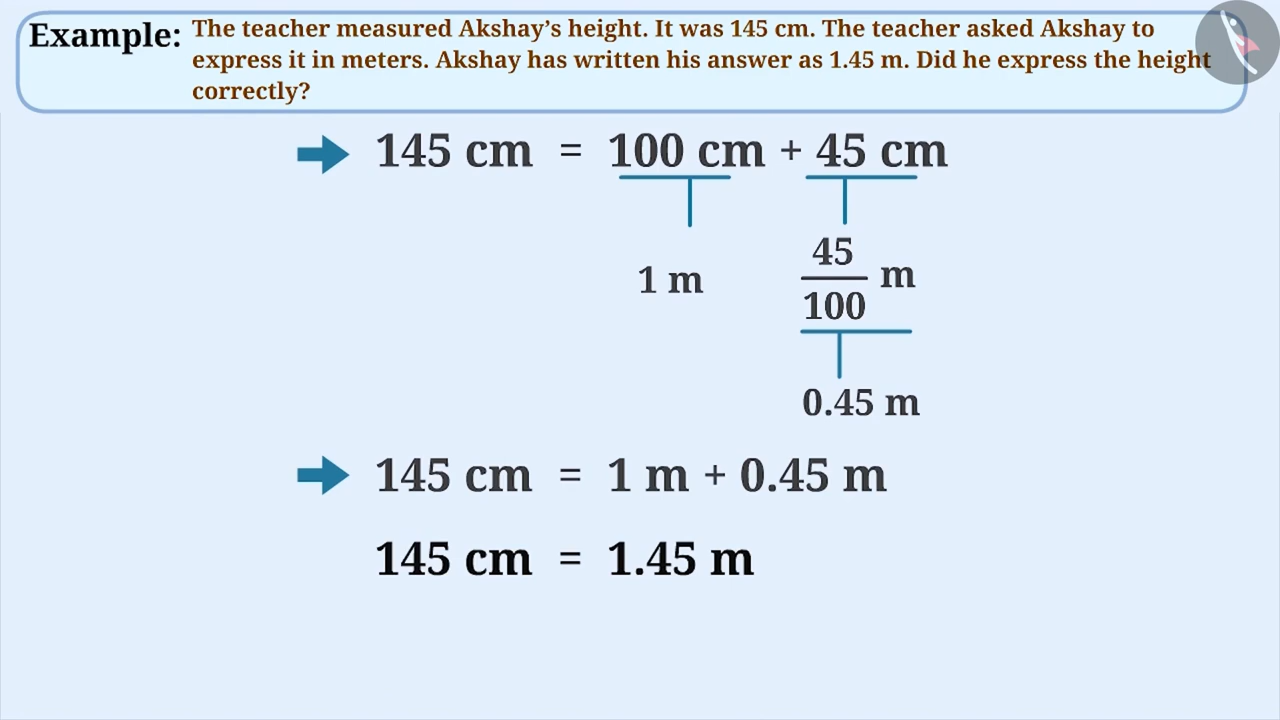 Example: The teacher measured Akshay’s height. It was 145 cm. The teacher asked Akshay to
express it in meters. Akshay has written his answer as 1.45 m. Did he express the height
correctly?
145 cm = 100 cm + 45 cm
1 m
45
100
m
0.45 m
145 cm = 1 m + 0.45 m
145 cm = 1.45 m